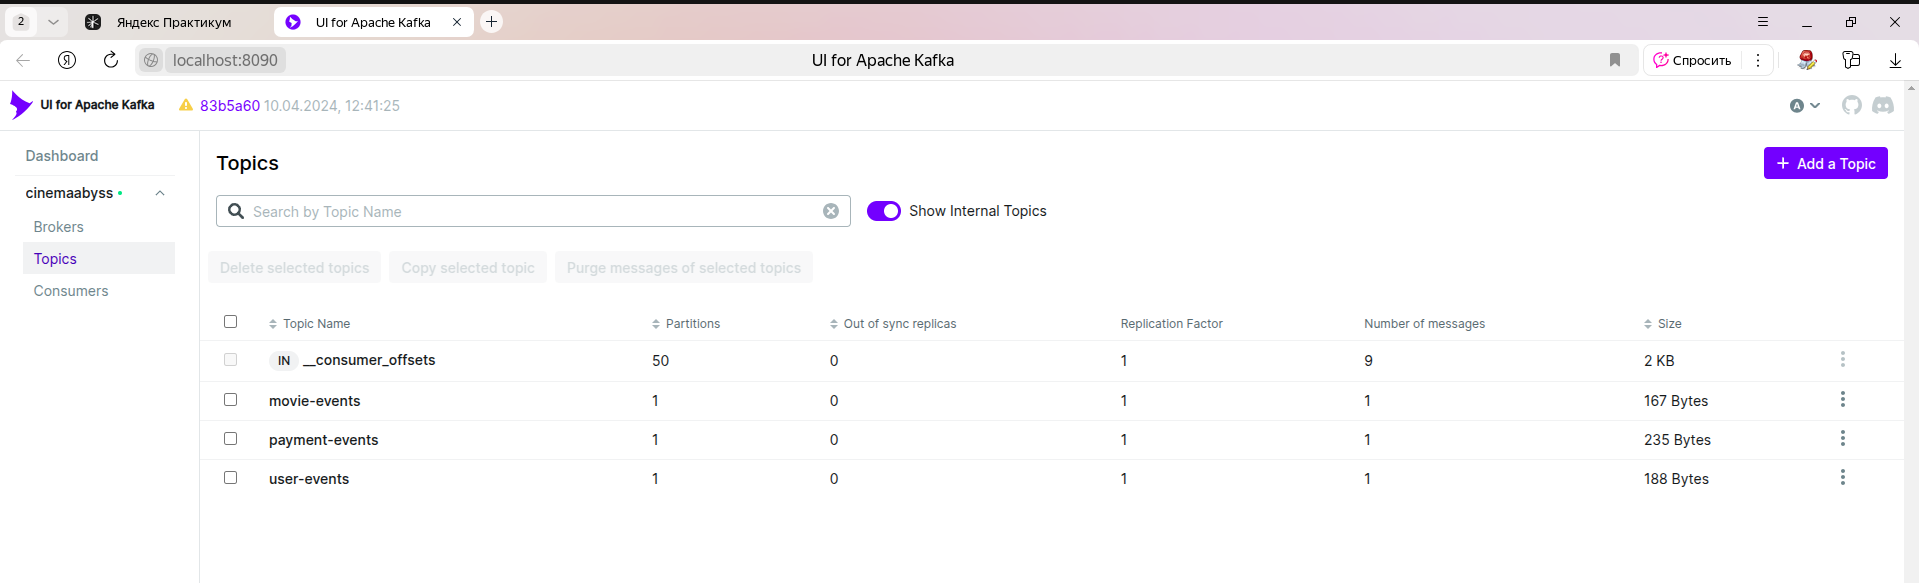 2 Яндекс Практикум UI for Apache Kafka
Я localhost:8090 UI for Apache Kafka Спросить
UI for Apache Kafka 83b5a60 10.04.2024, 12:41:25 A
Dashboard
cinemaabyss
Brokers
Topics
Consumers
Topics
+ Add a Topic
Search by Topic Name
Show Internal Topics
Delete selected topics Copy selected topic Purge messages of selected topics
Topic Name Partitions Out of sync replicas Replication Factor Number of messages Size
IN __consumer_offsets 50 0 1 9 2 KB
movie-events 1 0 1 1 167 Bytes
payment-events 1 0 1 1 235 Bytes
user-events 1 0 1 1 188 Bytes